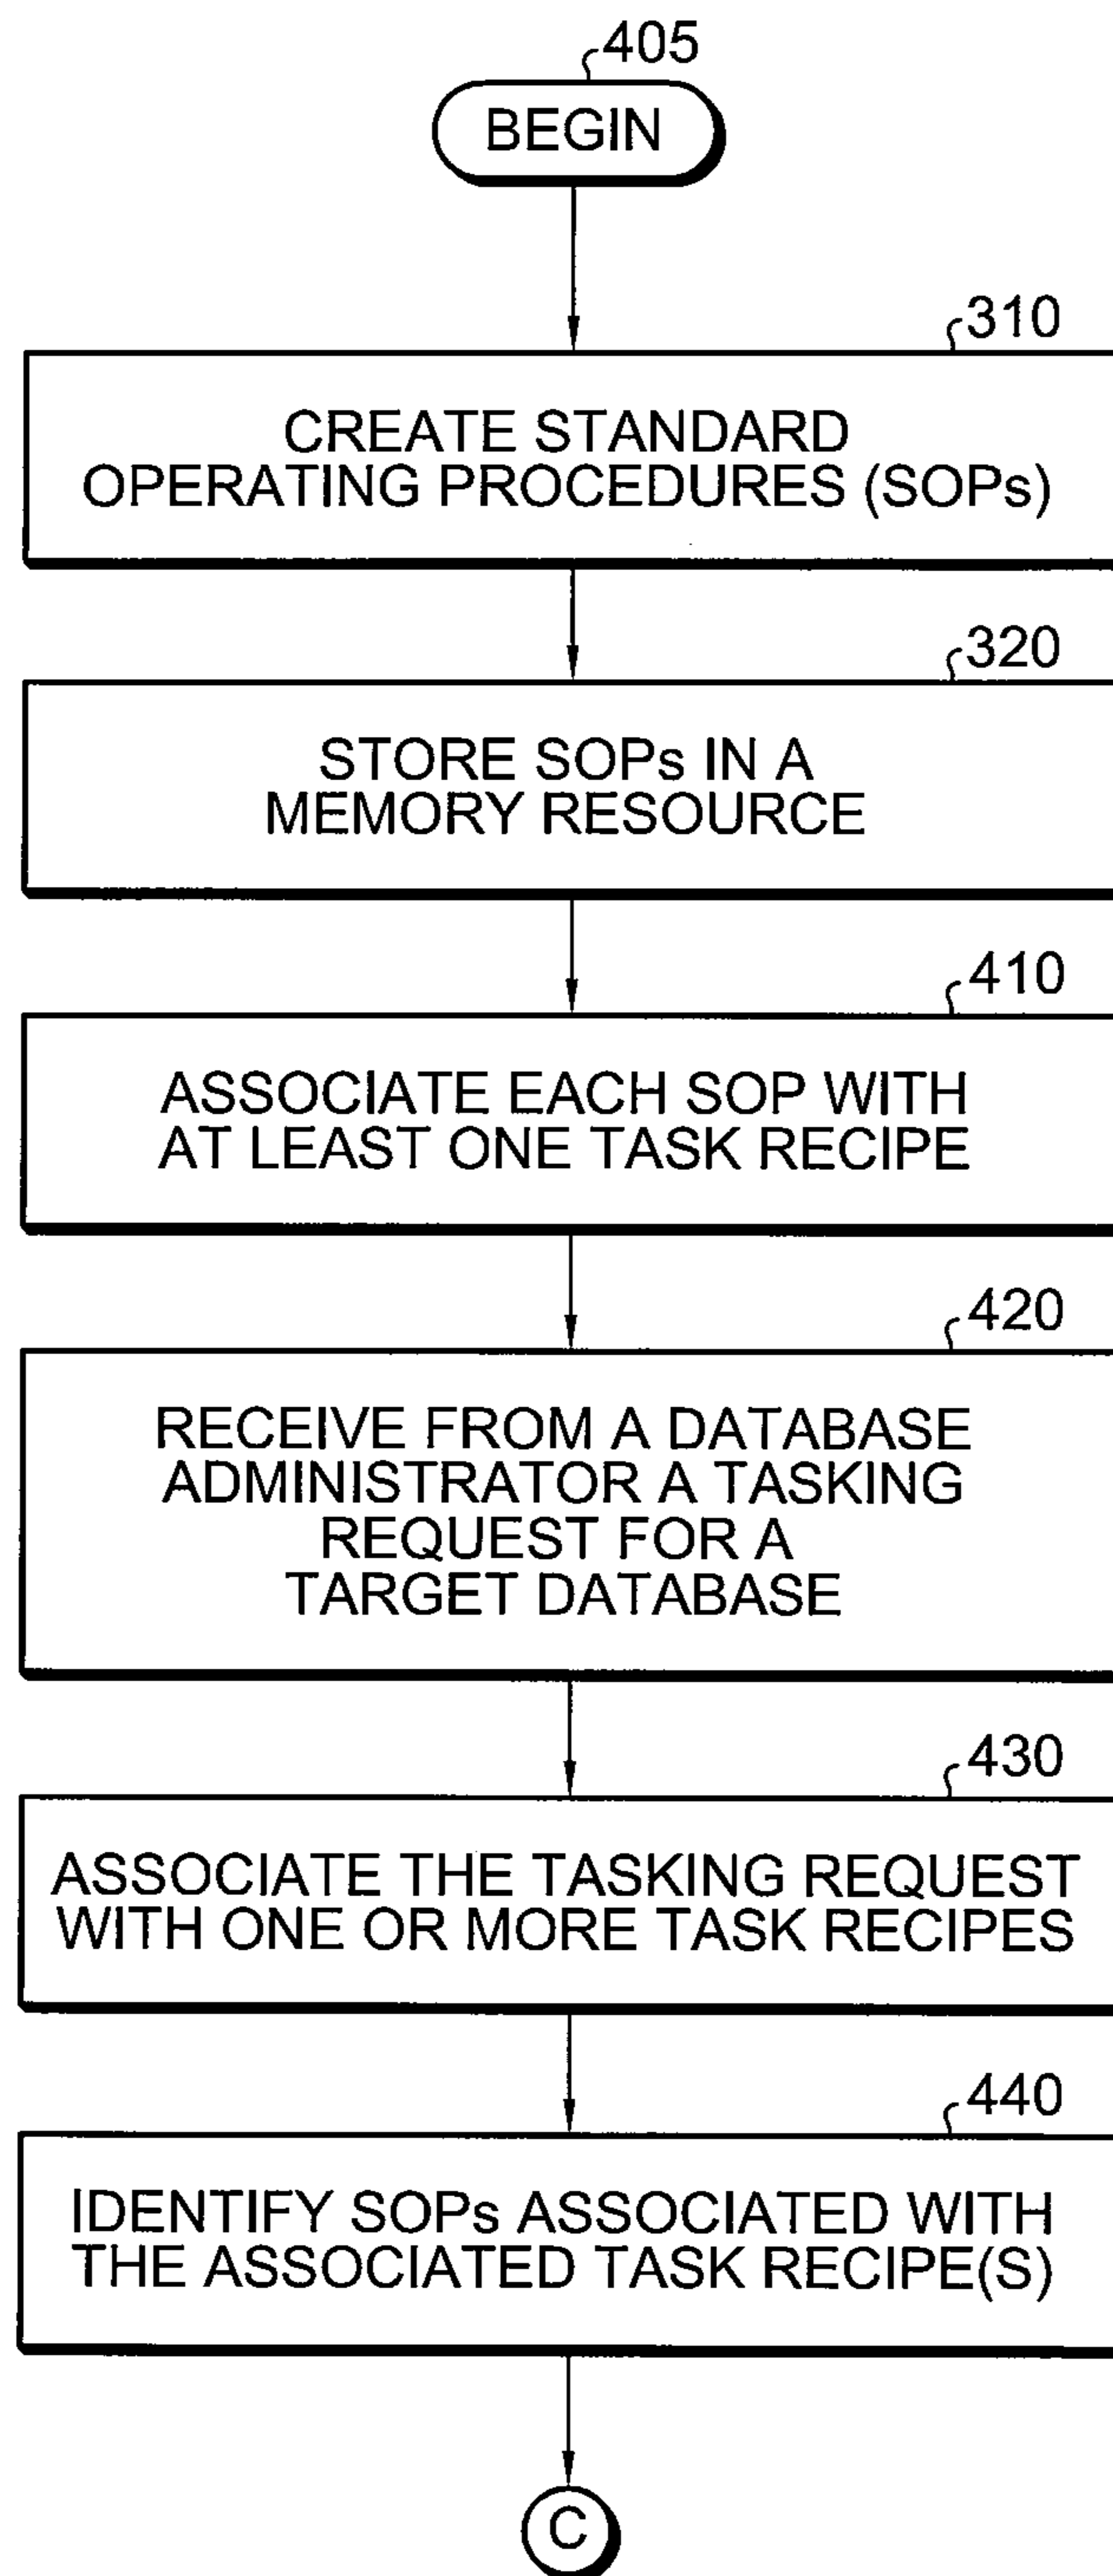 405
BEGIN
310
CREATE STANDARD
OPERATING PROCEDURES (SOPs)
320
STORE SOPs IN A
MEMORY RESOURCE
410
ASSOCIATE EACH SOP WITH
AT LEAST ONE TASK RECIPE
420
RECEIVE FROM A DATABASE
ADMINISTRATOR A TASKING
REQUEST FOR A
TARGET DATABASE
430
ASSOCIATE THE TASKING REQUEST
WITH ONE OR MORE TASK RECIPES
440
IDENTIFY SOPs ASSOCIATED WITH
THE ASSOCIATED TASK RECIPE(S)
C